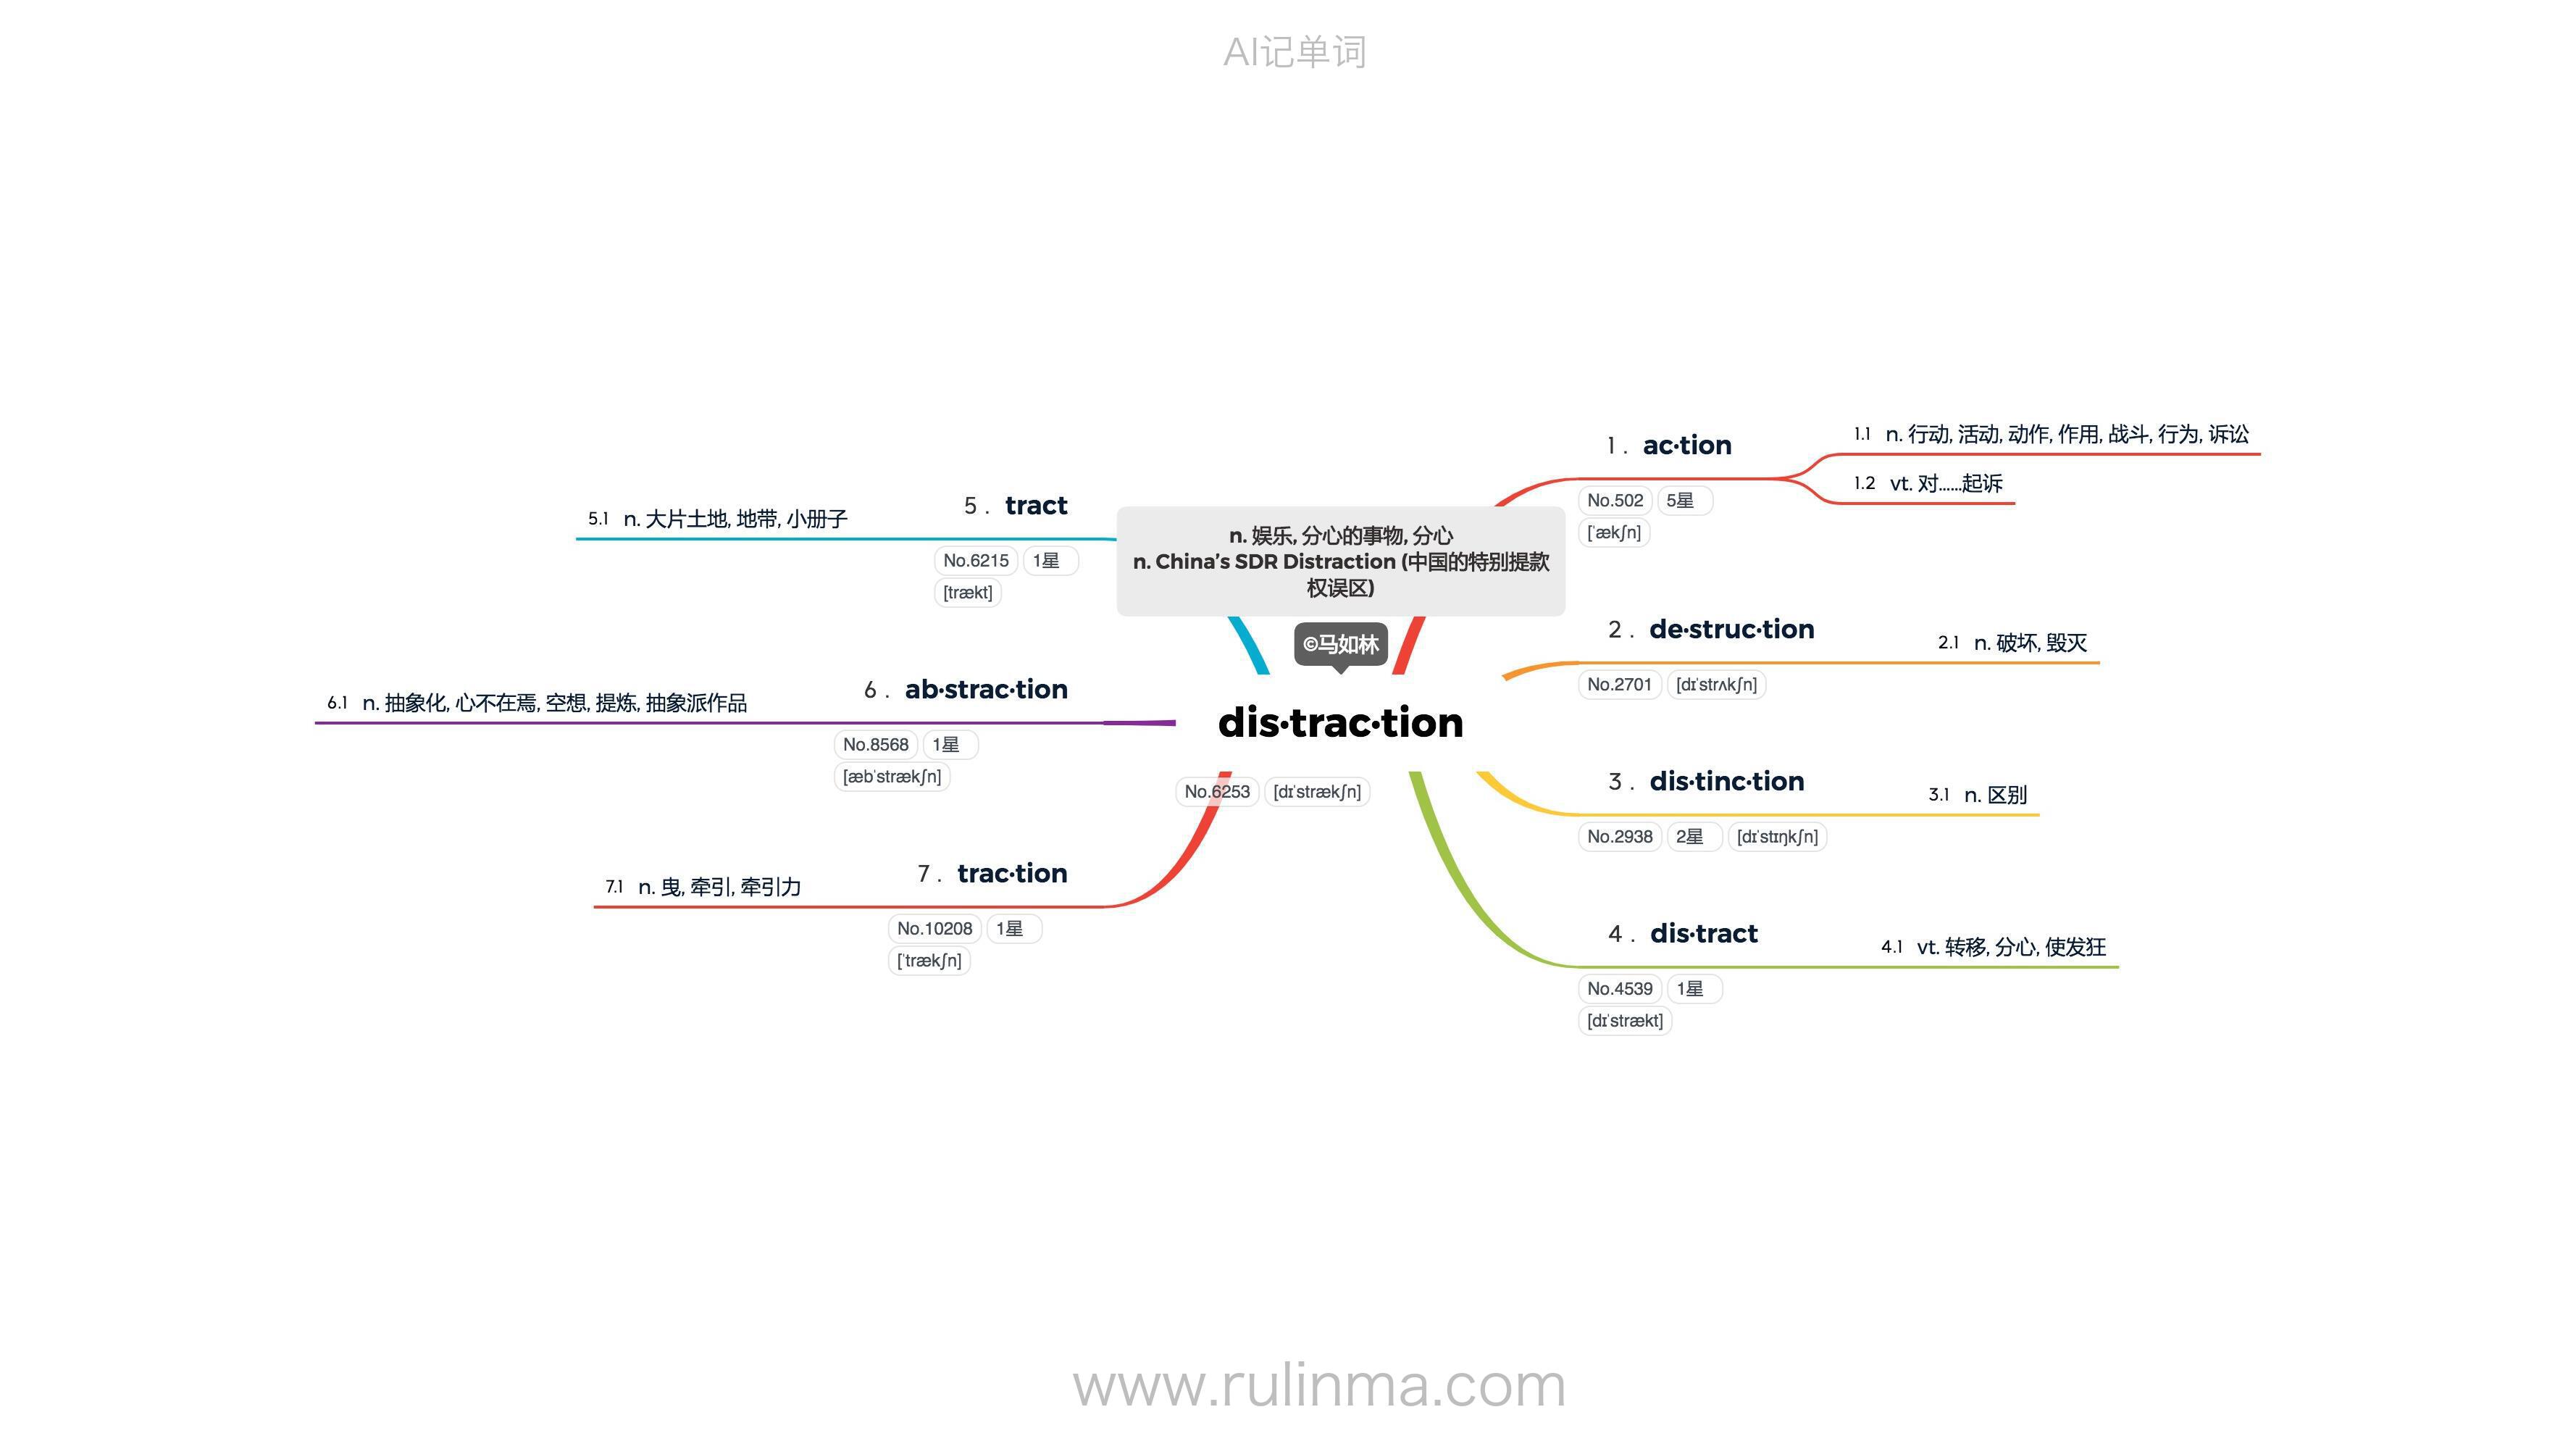 AI记单词
n. 娱乐, 分心的事物, 分心
n. China’s SDR Distraction (中国的特别提款
权误区)
©马如林
dis·trac·tion
No.6253 [dɪˈstrækʃn]
1 . ac·tion
No.502 5星
[ˈækʃn]
1.1 n. 行动, 活动, 动作, 作用, 战斗, 行为, 诉讼
1.2 vt. 对......起诉
2 . de·struc·tion
No.2701 [dɪˈstrʌkʃn]
2.1 n. 破坏, 毁灭
3 . dis·tinc·tion
No.2938 2星 [dɪˈstɪŋkʃn]
3.1 n. 区别
4 . dis·tract
No.4539 1星
[dɪˈstrækt]
4.1 vt. 转移, 分心, 使发狂
5 . tract
No.6215 1星
[trækt]
5.1 n. 大片土地, 地带, 小册子
6 . ab·strac·tion
No.8568 1星
[æbˈstrækʃn]
6.1 n. 抽象化, 心不在焉, 空想, 提炼, 抽象派作品
7 . trac·tion
No.10208 1星
[ˈtrækʃn]
7.1 n. 曳, 牵引, 牵引力
www.rulinma.com